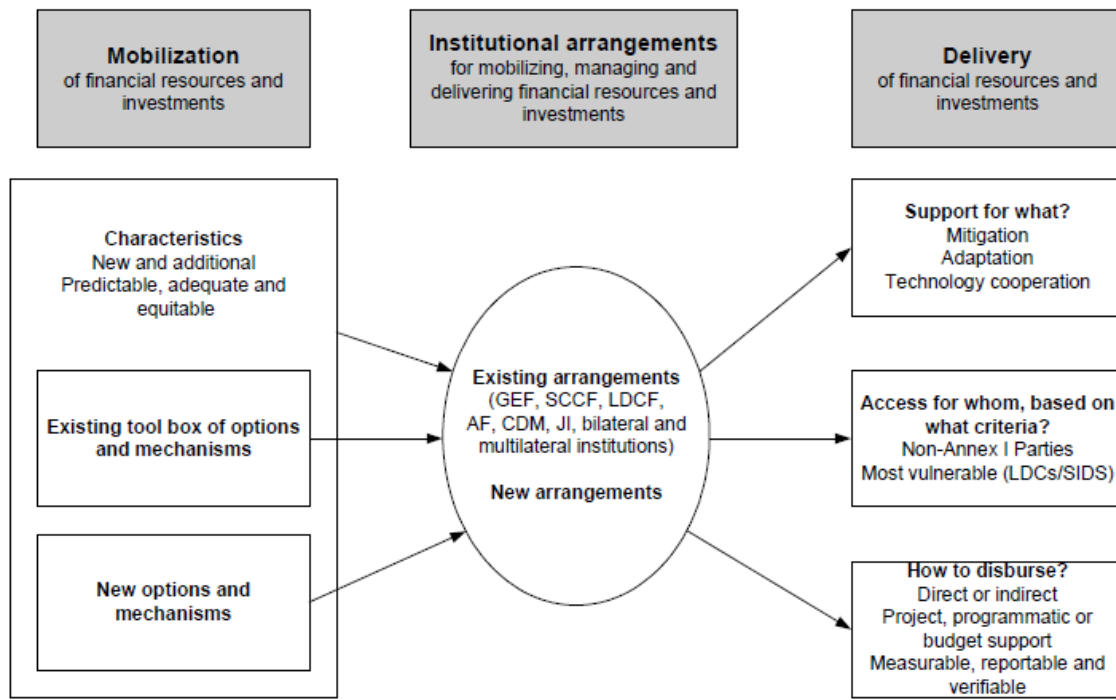 Mobilization
of financial resources and
investments
Institutional arrangements
for mobilizing, managing and
delivering financial resources and
investments
Delivery
of financial resources and
investments
Characteristics
New and additional
Predictable, adequate and
equitable
Existing tool box of options
and mechanisms
New options and
mechanisms
Existing arrangements
(GEF, SCCF, LDCF,
AF, CDM, JI, bilateral and
multilateral institutions)
New arrangements
Support for what?
Mitigation
Adaptation
Technology cooperation
Access for whom, based on
what criteria?
Non-Annex I Parties
Most vulnerable (LDCs/SIDS)
How to disburse?
Direct or indirect
Project, programmatic or
budget support
Measurable, reportable and
verifiable